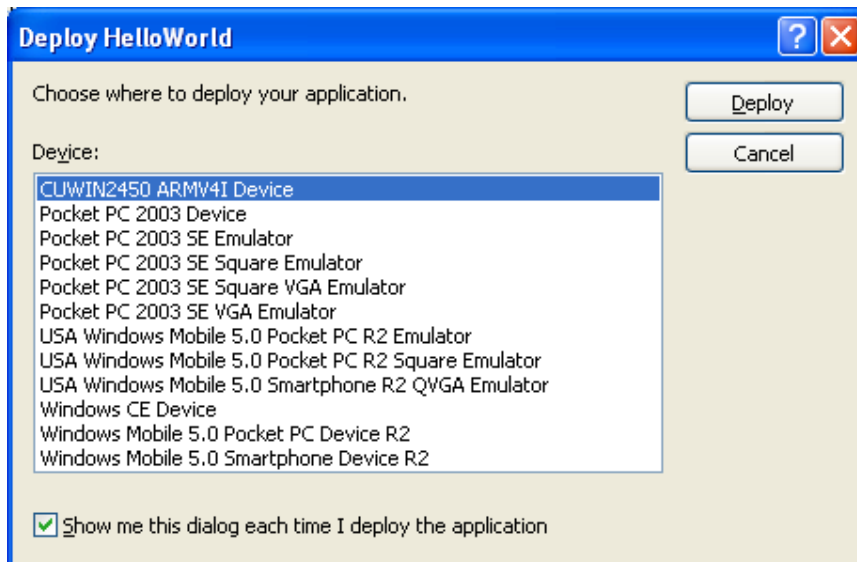 Deploy HelloWorld
Choose where to deploy your application.
Deploy
Device:
Cancel
CUWIN2450 ARMV4I Device
Pocket PC 2003 Device
Pocket PC 2003 SE Emulator
Pocket PC 2003 SE Square Emulator
Pocket PC 2003 SE Square VGA Emulator
Pocket PC 2003 SE VGA Emulator
USA Windows Mobile 5.0 Pocket PC R2 Emulator
USA Windows Mobile 5.0 Pocket PC R2 Square Emulator
USA Windows Mobile 5.0 Smartphone R2 QVGA Emulator
Windows CE Device
Windows Mobile 5.0 Pocket PC Device R2
Windows Mobile 5.0 Smartphone Device R2
Show me this dialog each time I deploy the application